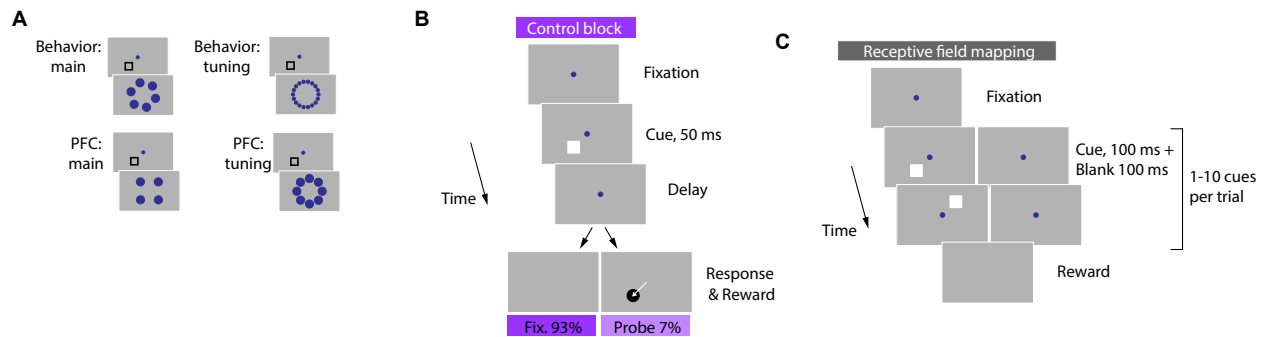 A
Behavior:
main
Behavior:
tuning
PFC:
main
PFC:
tuning
B
Control block
Fixation
Cue, 50 ms
Delay
Time
Response
& Reward
Fix. 93%
Probe 7%
C
Receptive field mapping
Fixation
Cue, 100 ms +
Blank 100 ms
1-10 cues
per trial
Time
Reward